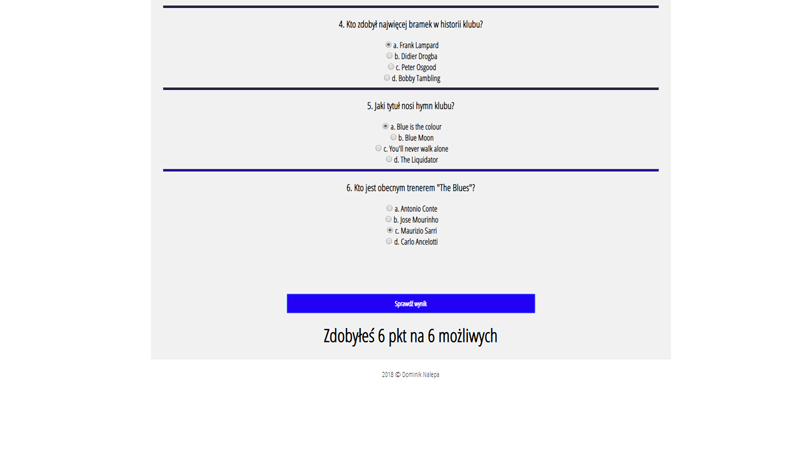 4. Kto zdobył najwięcej bramek w historii klubu?
a. Frank Lampard
b. Didier Drogba
c. Peter Osgood
d. Bobby Tambling
5. Jaki tytuł nosi hymn klubu?
a. Blue is the colour
b. Blue Moon
c. You'll never walk alone
d. The Liquidator
6. Kto jest obecnym trenerem "The Blues"?
a. Antonio Conte
b. Jose Mourinho
c. Maurizio Sarri
d. Carlo Ancelotti
Sprawdź wynik
Zdobyłeś 6 pkt na 6 możliwych
2018 © Dominik Nalepa